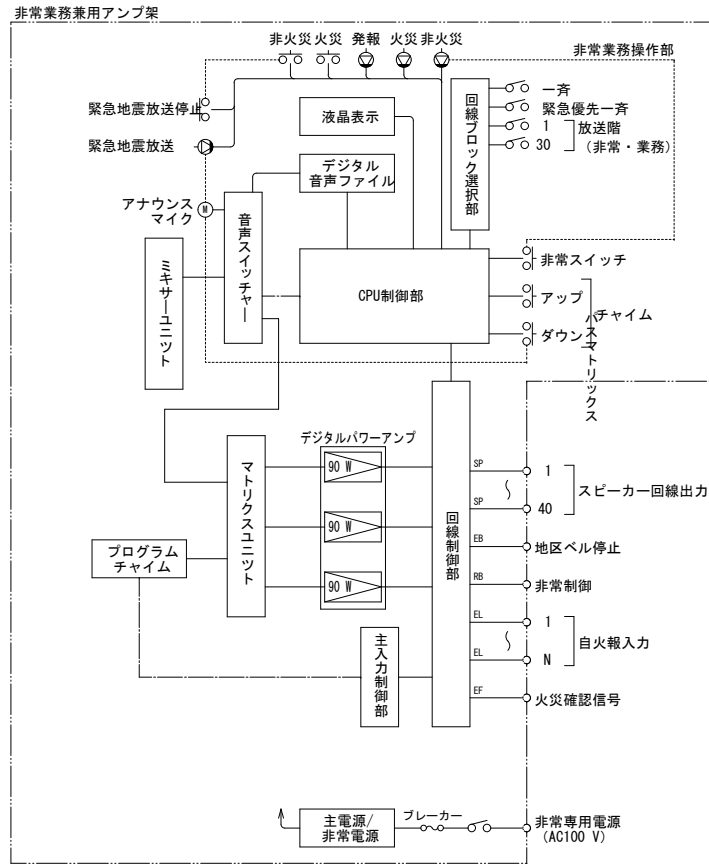 非常業務兼用アンプ架
非火災
火災
発報
火災
非火災
非常業務操作部
緊急地震放送停止
緊急地震放送
液晶表示
デジタル
音声ファイル
回線ブロック選択部
一斉
緊急優先一斉
1
30
放送階
(非常・業務)
アナウンス
マイク
M
音声スイッチャー
ミキサーユニツト
CPU制御部
非常スイッチ
アップ
ダウン
チャイム
バスマトリックス
デジタルパワーアンプ
90 W
90 W
90 W
マトリクスユニツト
プログラム
チャイム
主入力制御部
回線制御部
SP
1
SP
40
スピーカー回線出力
EB
地区ベル停止
RB
非常制御
EL
1
EL
N
自火報入力
EF
火災確認信号
主電源/
非常電源
ブレーカー
非常専用電源
(AC100 V)